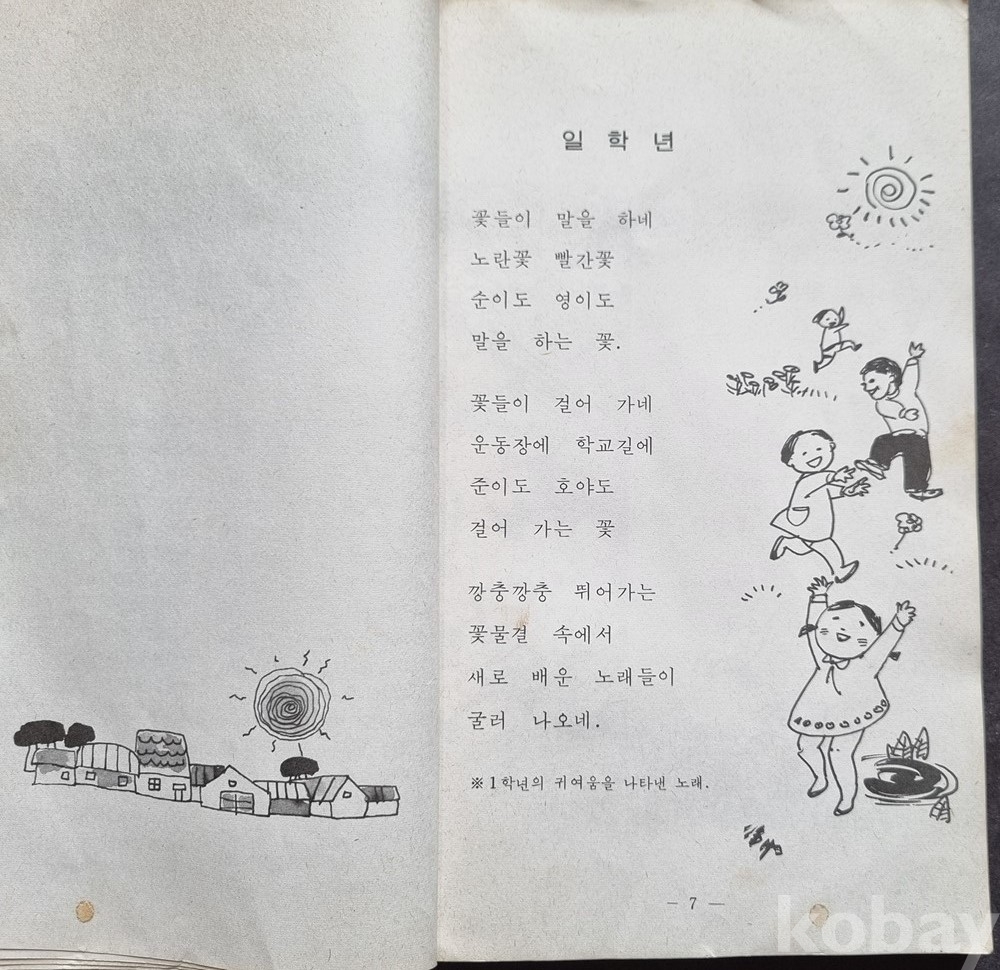 일 학 년
꽃들이 말을 하네
노란꽃 빨간꽃
순이도 영이도
말을 하는 꽃.
꽃들이 걸어 가네
운동장에 학교길에
준이도 호야도
걸어 가는 꽃
깡충깡충 뛰어가는
꽃물결 속에서
새로 배운 노래들이
굴러 나오네.
※ 1학년의 귀여움을 나타낸 노래.
— 7 —
kobay